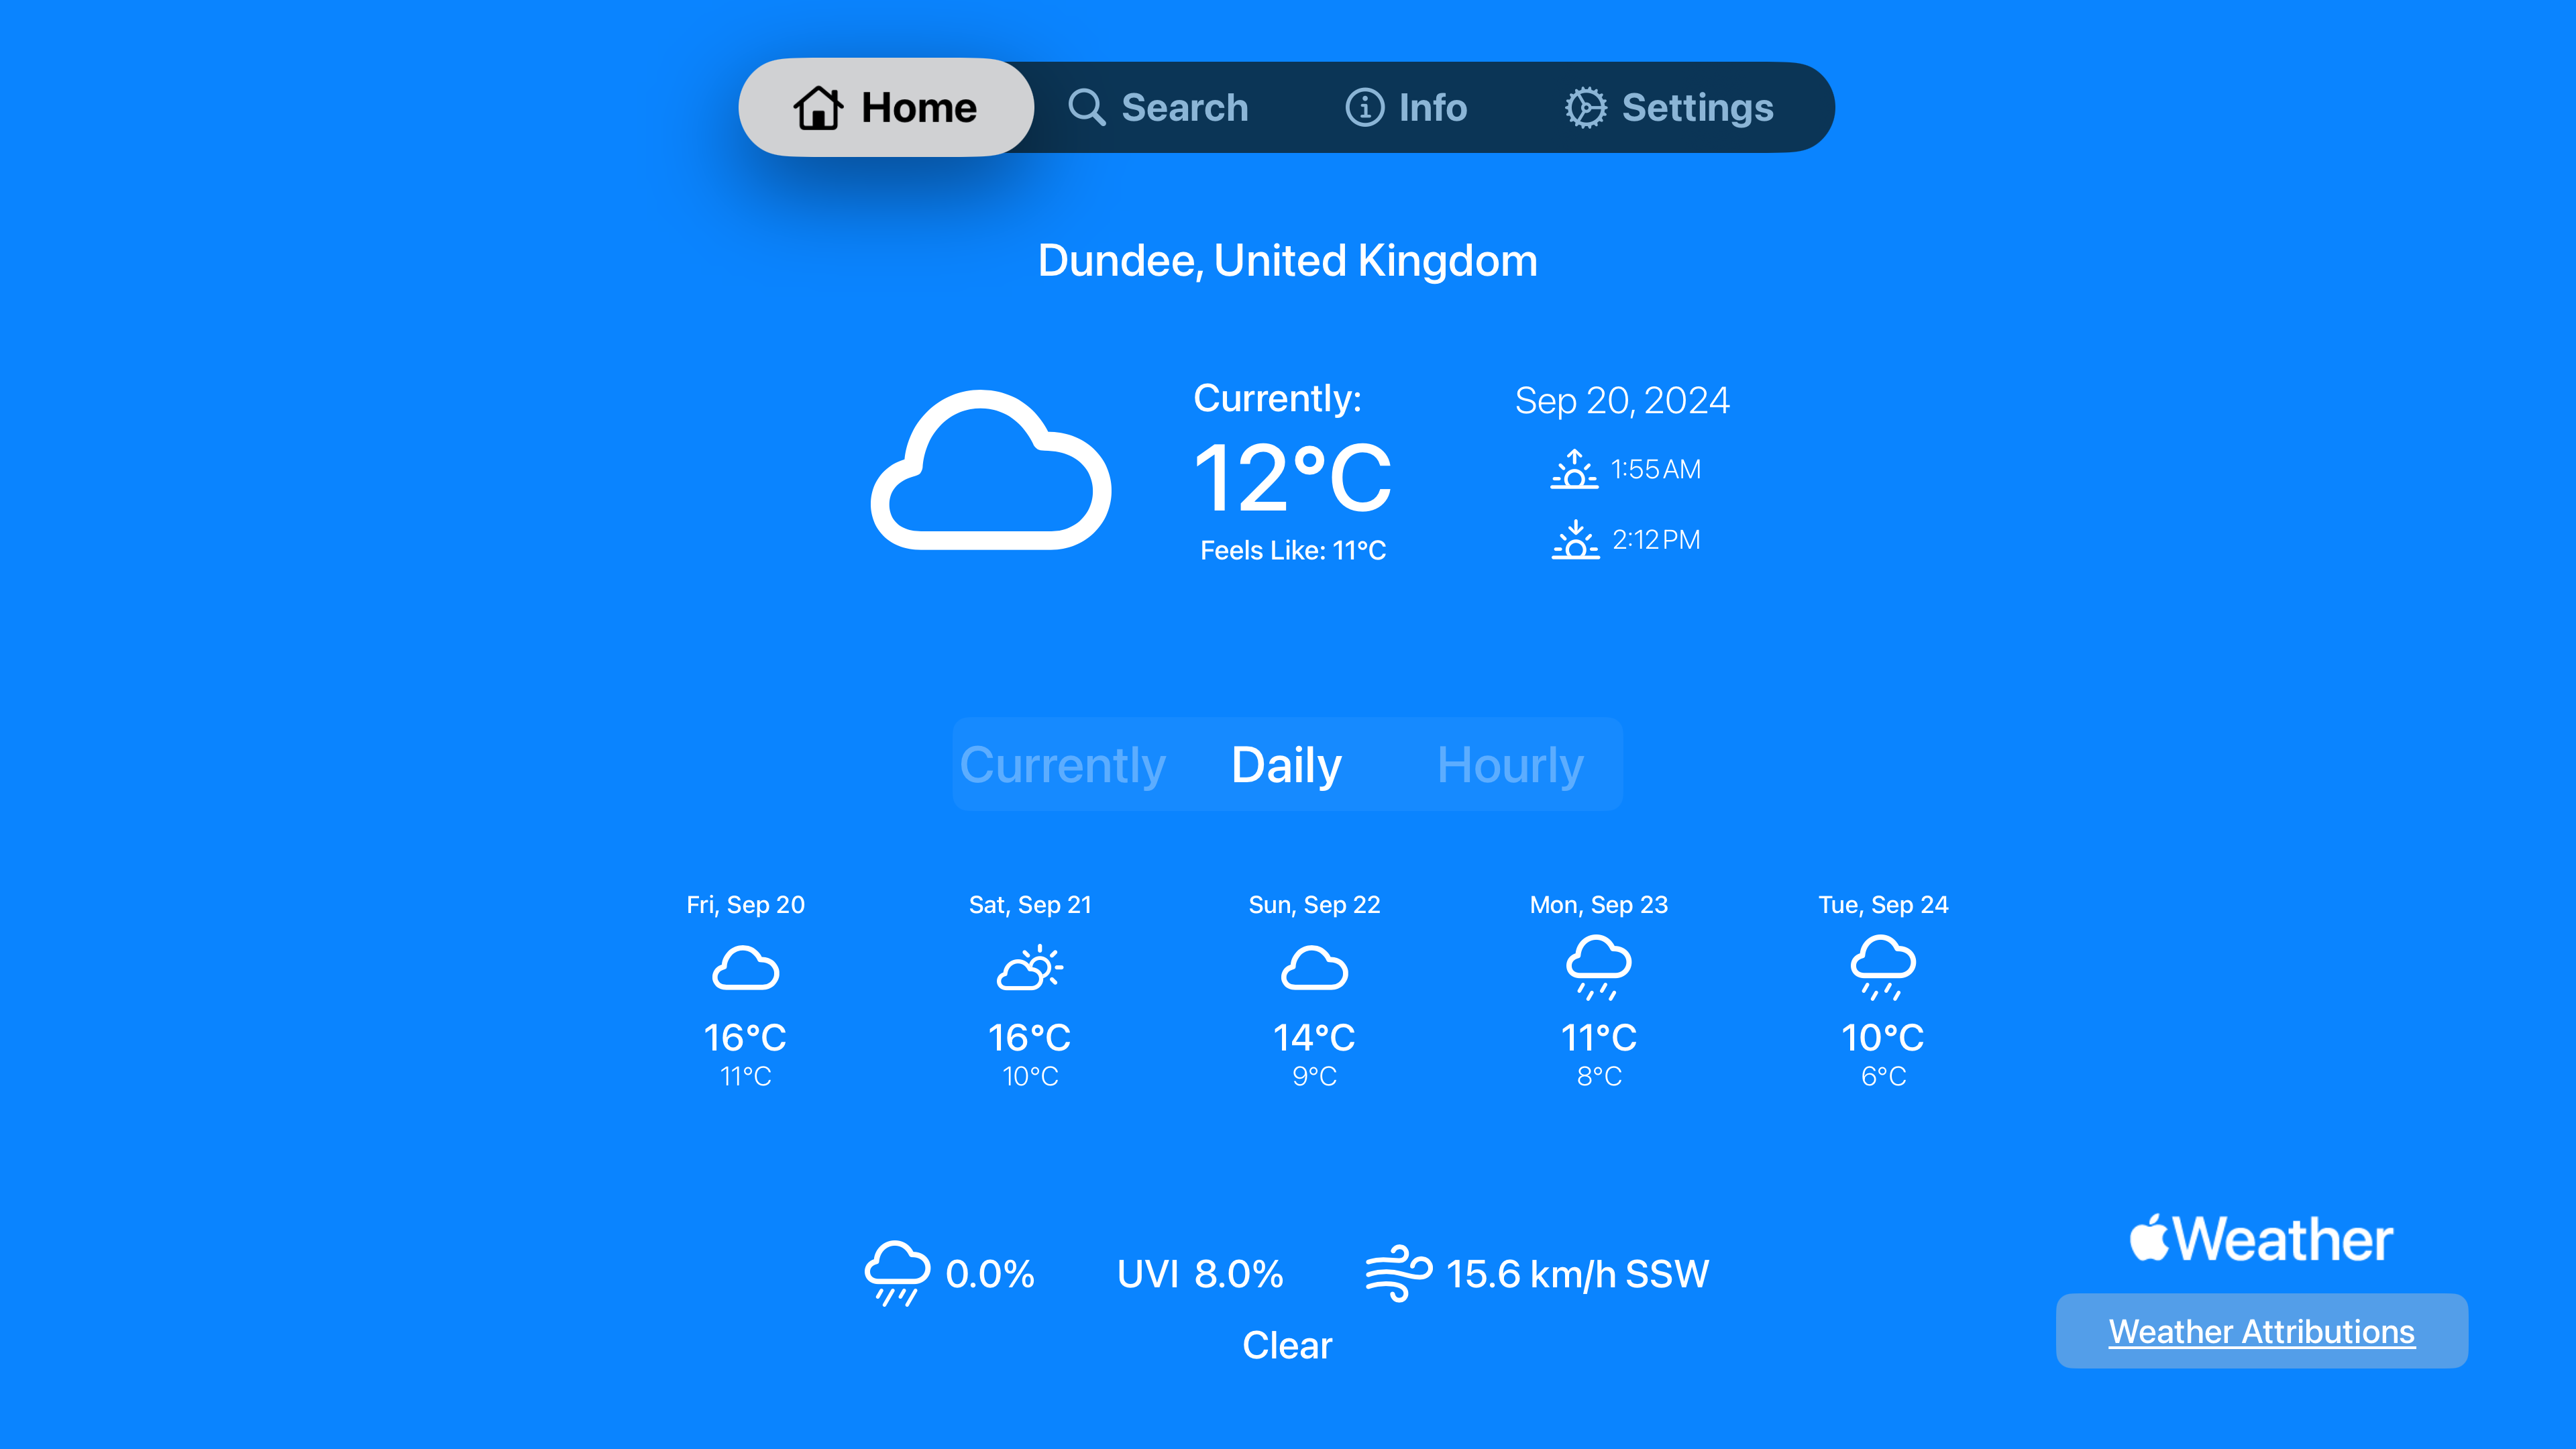 Home Search Info Settings
Dundee, United Kingdom
Currently:
12°C
Feels Like: 11°C
Sep 20, 2024
1:55 AM
2:12 PM
Currently Daily Hourly
Fri, Sep 20 Sat, Sep 21 Sun, Sep 22 Mon, Sep 23 Tue, Sep 24
16°C 16°C 14°C 11°C 10°C
11°C 10°C 9°C 8°C 6°C
0.0% UVI 8.0% 15.6 km/h SSW
Clear
Weather
Weather Attributions